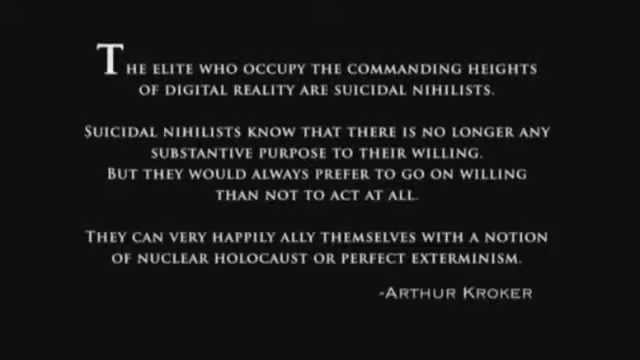 THE ELITE WHO OCCUPY THE COMMANDING HEIGHTS
OF DIGITAL REALITY ARE SUICIDAL NIHILISTS.
SUICIDAL NIHILISTS KNOW THAT THERE IS NO LONGER ANY
SUBSTANTIVE PURPOSE TO THEIR WILLING.
BUT THEY WOULD ALWAYS PREFER TO GO ON WILLING
THAN NOT TO ACT AT ALL.
THEY CAN VERY HAPPILY ALLY THEMSELVES WITH A NOTION
OF NUCLEAR HOLOCAUST OR PERFECT EXTERMINISM.
-ARTHUR KROKER